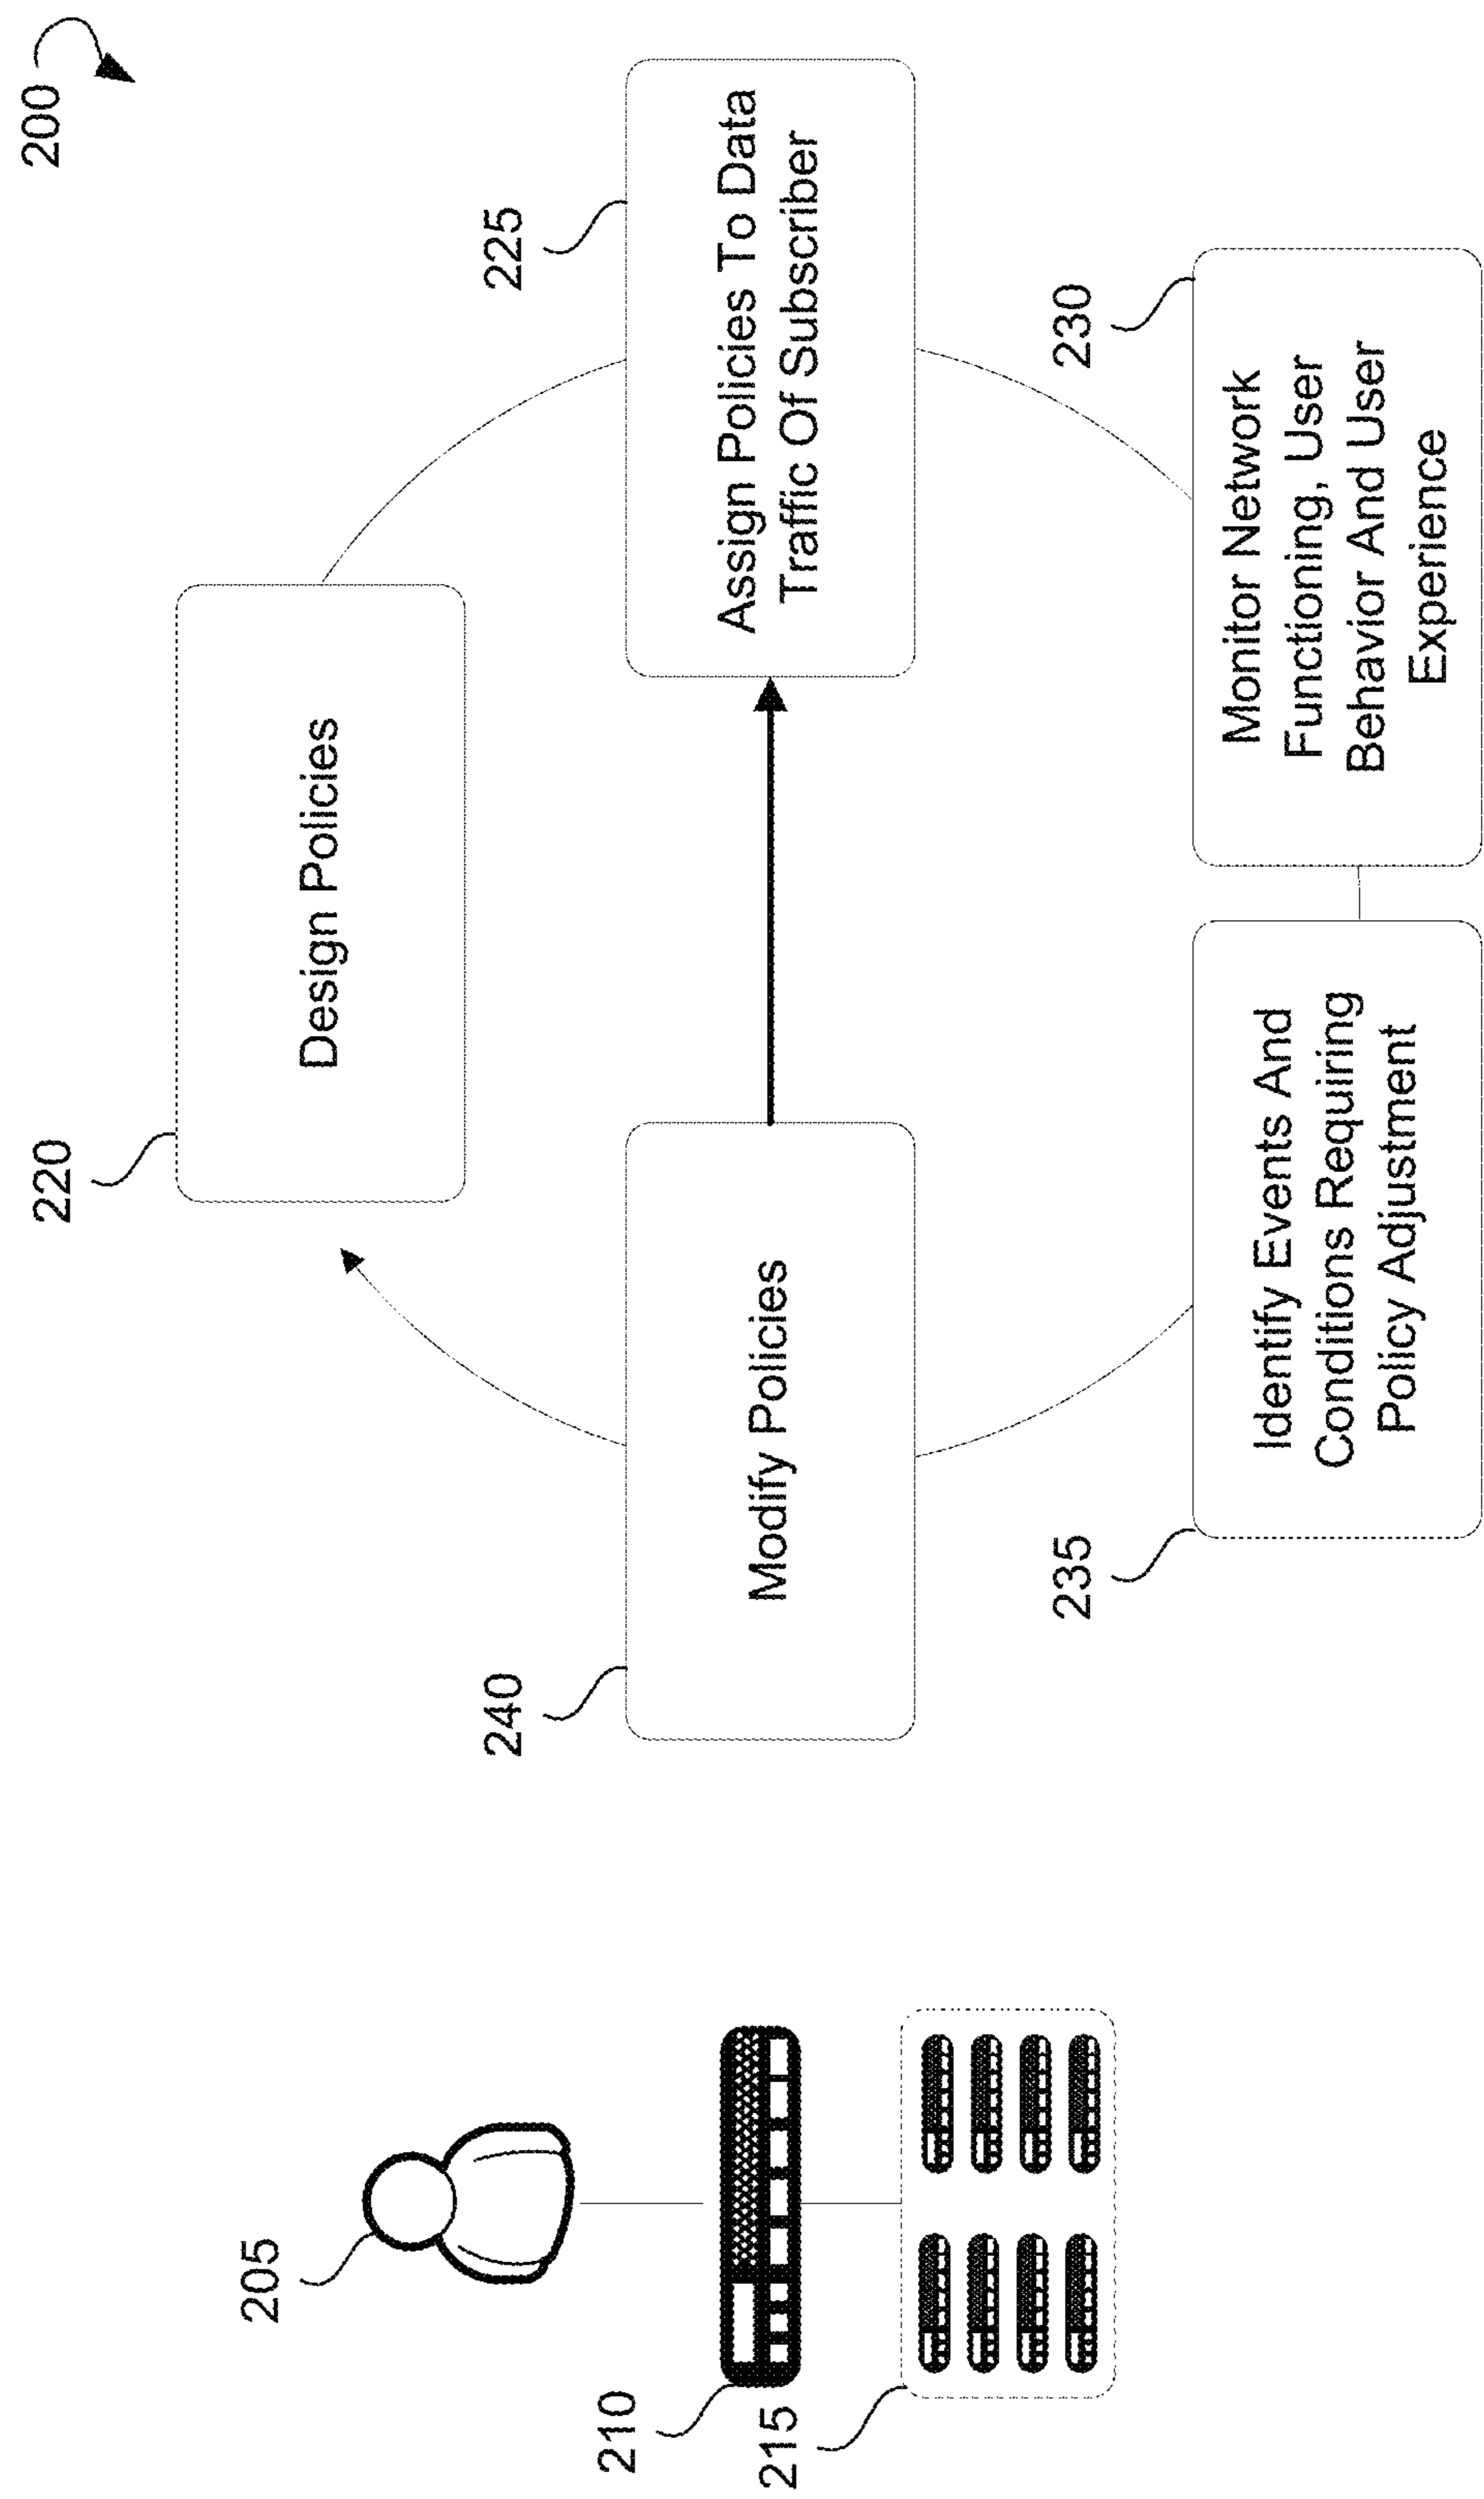 200
220
Design Policies
225
Assign Policies To Data
Traffic Of Subscriber
240
Modify Policies
230
Monitor Network
Functioning, User
Behavior And User
Experience
235
Identify Events And
Conditions Requiring
Policy Adjustment
205
210
215